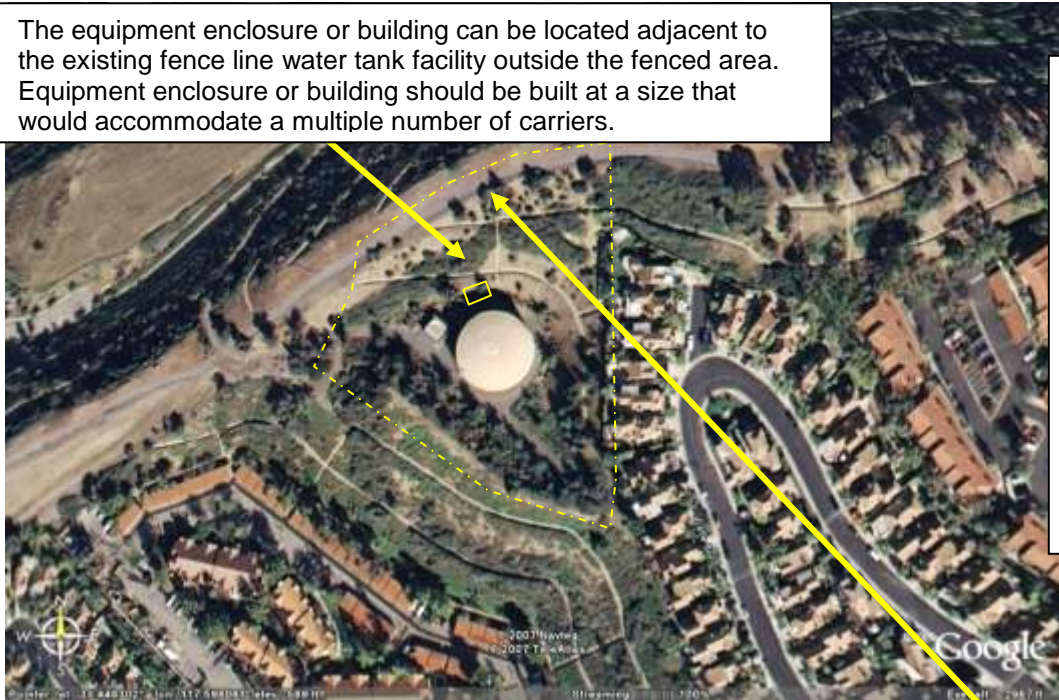 The equipment enclosure or building can be located adjacent to
the existing fence line water tank facility outside the fenced area.
Equipment enclosure or building should be built at a size that
would accommodate a multiple number of carriers.
W
E
S
© 2007 Navteq
© 2007 TeleAtlas
Google
Streaming 100%